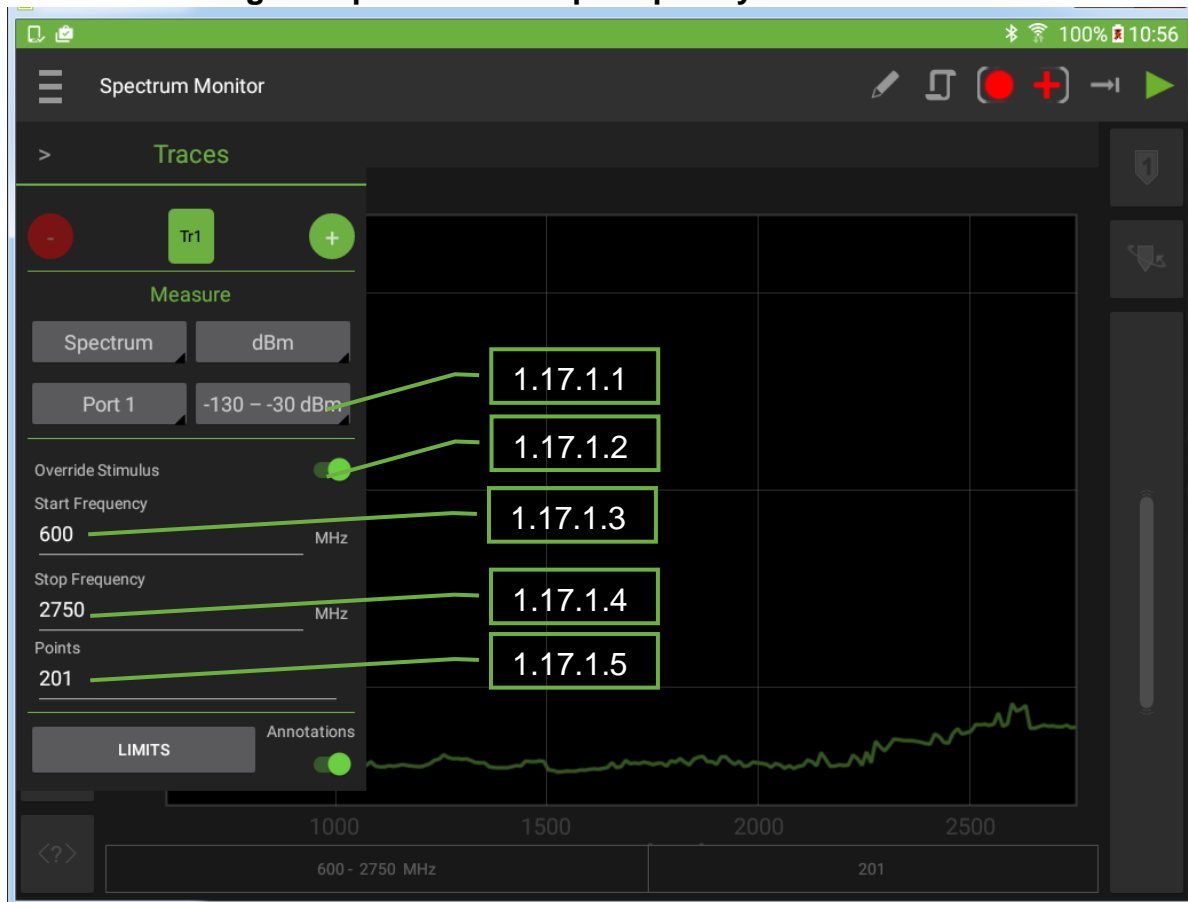 100% 10:56
Spectrum Monitor
> Traces
1
- Tr1 +
Measure
Spectrum dBm
Port 1 -130 – -30 dBm
1.17.1.1
Override Stimulus
1.17.1.2
Start Frequency
600 MHz
1.17.1.3
Stop Frequency
2750 MHz
1.17.1.4
Points
201
1.17.1.5
LIMITS
Annotations
1000 1500 2000 2500
<?>
600 - 2750 MHz 201